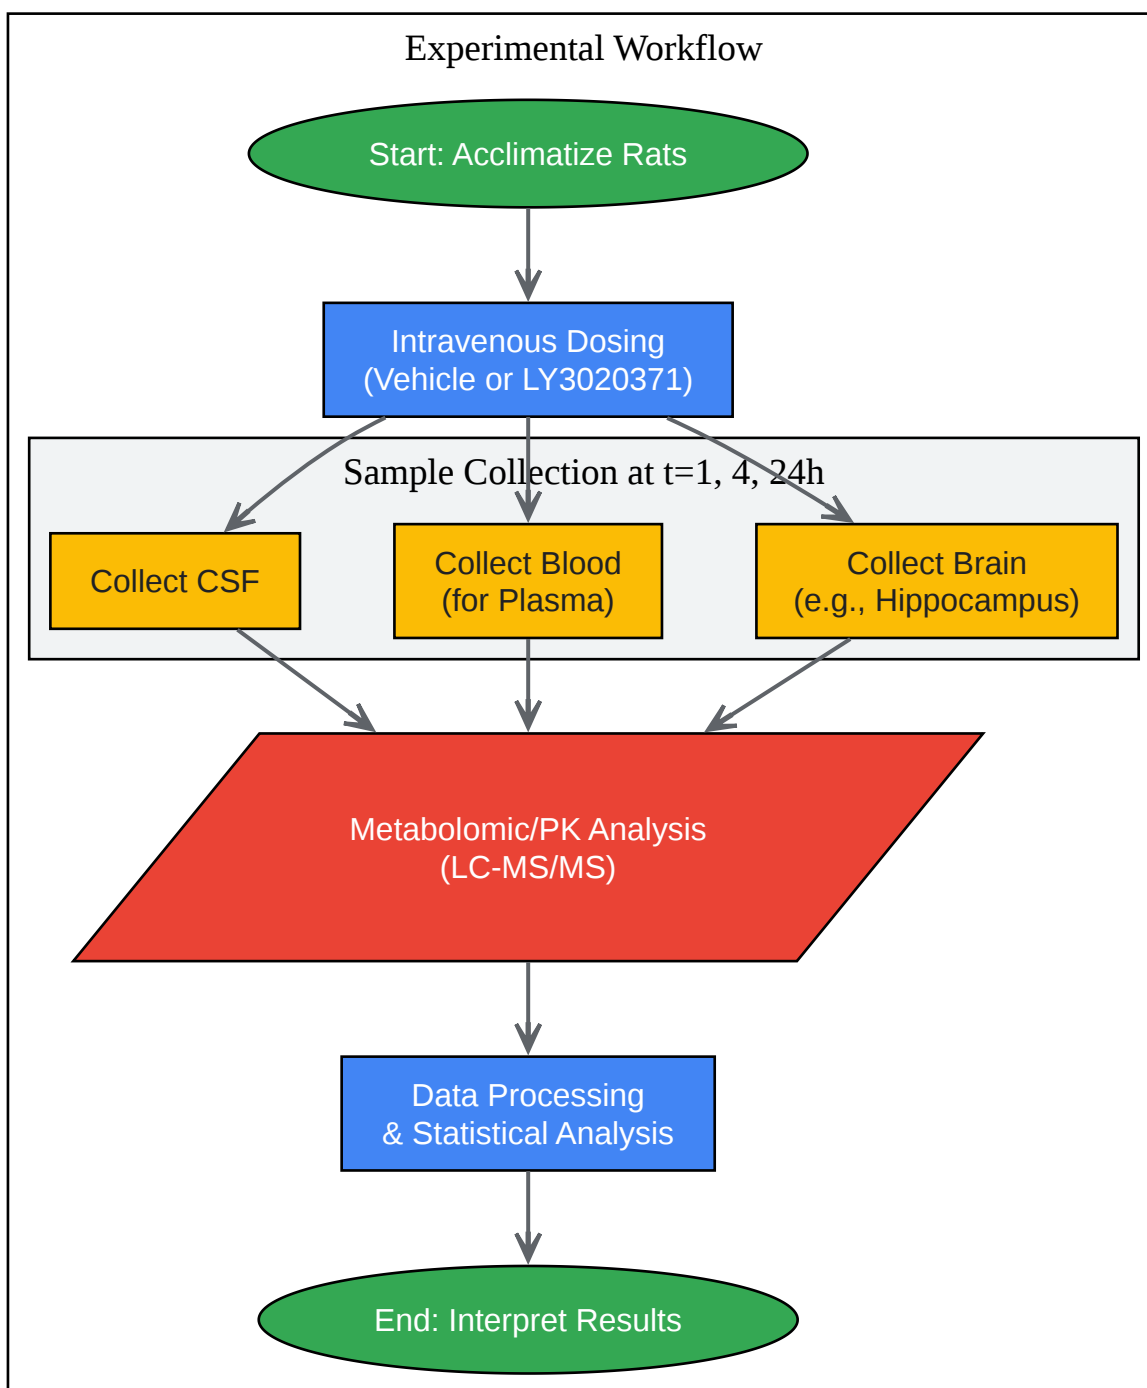 Experimental Workflow
Start: Acclimatize Rats
Intravenous Dosing
(Vehicle or LY3020371)
Sample Collection at t=1, 4, 24h
Collect CSF
Collect Blood
(for Plasma)
Collect Brain
(e.g., Hippocampus)
Metabolomic/PK Analysis
(LC-MS/MS)
Data Processing
& Statistical Analysis
End: Interpret Results